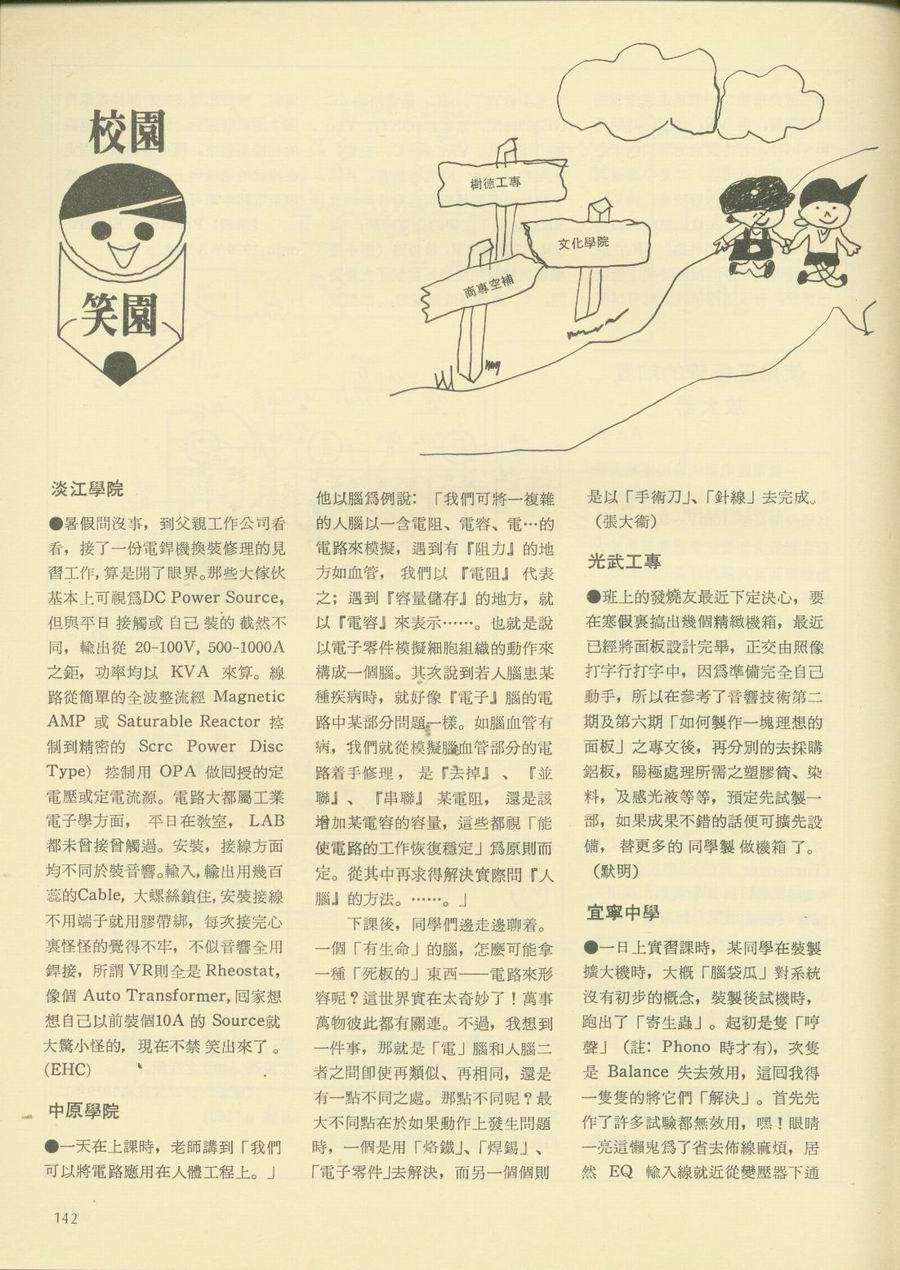 校園
笑園
樹德工專
文化學院
商專空補
淡江學院
●暑假問沒事，到父親工作公司看
看，接了一份電銲機換裝修理的見
習工作，算是開了眼界。那些大傢伙
基本上可視爲DC Power Source,
但與平日 接觸或 自己 裝的 截然不
同，輸出從 20-100V, 500-1000A
之鉅，功率均以 KVA 來算。線
路從簡單的全波整流經 Magnetic
AMP 或 Saturable Reactor 控
制到精密的 Scrc Power Disc
Type) 控制用 OPA 做回授的定
電壓或定電流源。電路大都屬工業
電子學方面， 平日在敎室， LAB
都未曾接曾觸過。安裝，接線方面
均不同於裝音響。輸入，輸出用幾百
蕊的Cable，大螺絲鎖住，安裝接線
不用端子就用膠帶綁，每次接完心
裏怪怪的覺得不牢，不似音響全用
銲接，所謂 VR則全是 Rheostat,
像個 Auto Transformer, 回家想
想自己以前裝個10A 的 Source就
大驚小怪的，現在不禁 笑出來了 。
(EHC)
中原學院
●一天在上課時，老師講到「我們
可以將電路應用在人體工程上。」
他以腦爲例說：「我們可將一複雜
的人腦以一含電阻、電容、電…的
電路來模擬，遇到有『阻力』的地
方如血管， 我們以 『電阻』 代表
之；遇到『容量儲存』的地方，就
以『電容』來表示……。也就是說
以電子零件模擬細胞組織的動作來
構成一個腦。其次說到若人腦患某
種疾病時，就好像『電子』腦的電
路中某部分問題一樣。如腦血管有
病，我們就從模擬腦血管部分的電
路着手修理 ， 是『去掉』 、 『並
聯』、 『串聯』 某電阻， 還是該
增加某電容的容量，這些都視「能
使電路的工作恢復穩定」爲原則而
定。從其中再求得解決實際問『人
腦』的方法。……。」
下課後，同學們邊走邊聊着。
一個「有生命」的腦，怎麼可能拿
一種「死板的」東西——電路來形
容呢？這世界實在太奇妙了！萬事
萬物彼此都有關連。不過，我想到
一件事，那就是「電」腦和人腦二
者之間卽使再類似、再相同，還是
有一點不同之處。那點不同呢？最
大不同點在於如果動作上發生問題
時，一個是用「烙鐵」、「焊錫」、
「電子零件」去解決，而另一個個則
是以「手術刀」、「針線」去完成。
（張大衞）
光武工專
●班上的發燒友最近下定決心，要
在寒假裏搞出幾個精緻機箱，最近
已經將面板設計完畢，正交由照像
打字行打字中，因爲準備完全自己
動手，所以在參考了音響技術第二
期及第六期「如何製作一塊理想的
面板」之專文後，再分別的去採購
鋁板，陽極處理所需之塑膠筒、染
料，及感光液等等，預定先試製一
部，如果成果不錯的話便可擴先設
備， 替更多的 同學製 做機箱 了。
（默明）
宜寧中學
●一日上實習課時，某同學在裝製
擴大機時，大概「腦袋瓜」對系統
沒有初步的概念，裝製後試機時，
跑出了「寄生蟲」。起初是隻「哼
聲」（註：Phono 時才有)，次隻
是 Balance 失去效用，這回我得
一隻隻的將它們「解決」。首先先
作了許多試驗都無效用，嘿！眼睛
一亮這懶鬼爲了省去佈線麻煩，居
然 EQ 輸入線就近從變壓器下通
142